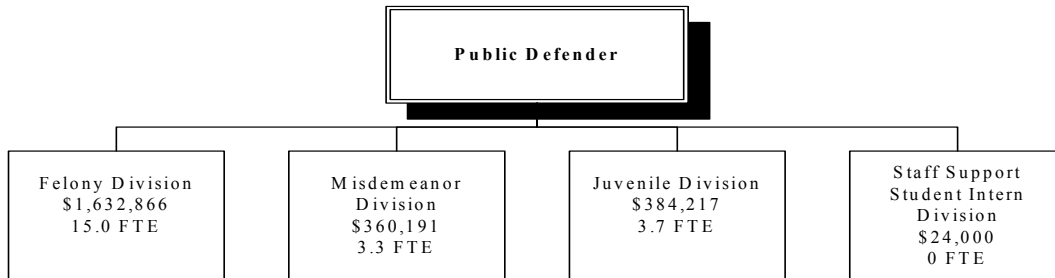 Public Defender
Felony Division
$1,632,866
15.0 FTE
Misdemeanor
Division
$360,191
3.3 FTE
Juvenile Division
$384,217
3.7 FTE
Staff Support
Student Intern
Division
$24,000
0 FTE